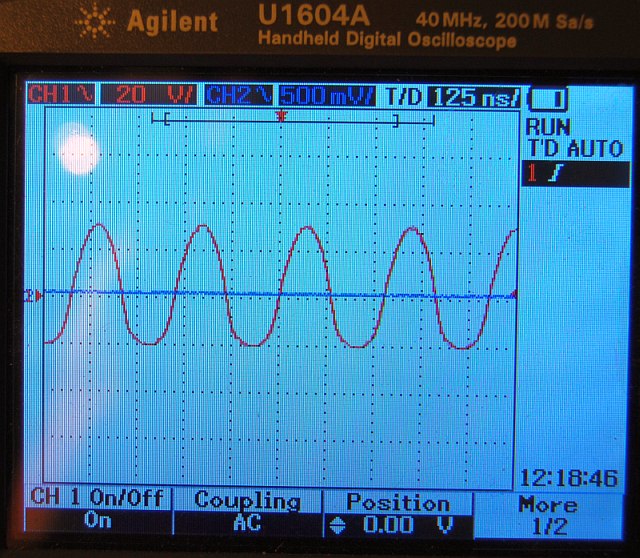 Agilent U1604A 40 MHz, 200 M Sa/s
Handheld Digital Oscilloscope
CH1 20 V/ CH2 500 mV/ T/D 125 ns/
RUN
T'D AUTO
1
12:18:46
CH 1 On/Off Coupling Position More
On AC 0.00 V 1/2